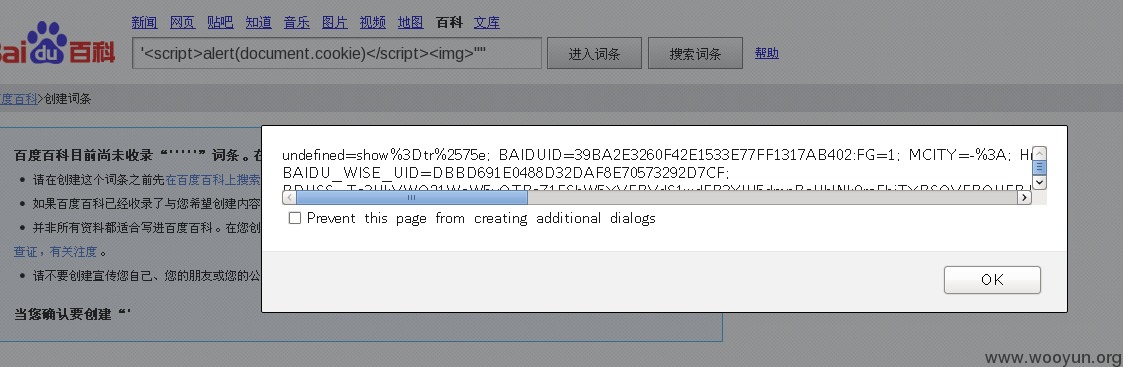 新闻 网页 贴吧 知道 音乐 图片 视频 地图 百科 文库
Bai du 百科
'<script>alert(document.cookie)</script><img>""
进入词条
搜索词条
帮助
百度百科>创建词条
百度百科目前尚未收录“'''''”词条。在
请在创建这个词条之前先在百度百科上搜索
如果百度百科已经收录了与您希望创建内容
并非所有资料都适合写进百度百科。在您创
查证，有关注度。
请不要创建宣传您自己、您的朋友或您的公
当您确认要创建“'
undefined=show%3Dtr%2575e; BAIDUID=39BA2E3260F42E1533E77FF1317AB402:FG=1; MCITY=-%3A;
BAIDU_WISE_UID=DBBD691E0488D32DAF8E70573292D7CF;
Prevent this page from creating additional dialogs
OK
www.wooyun.org